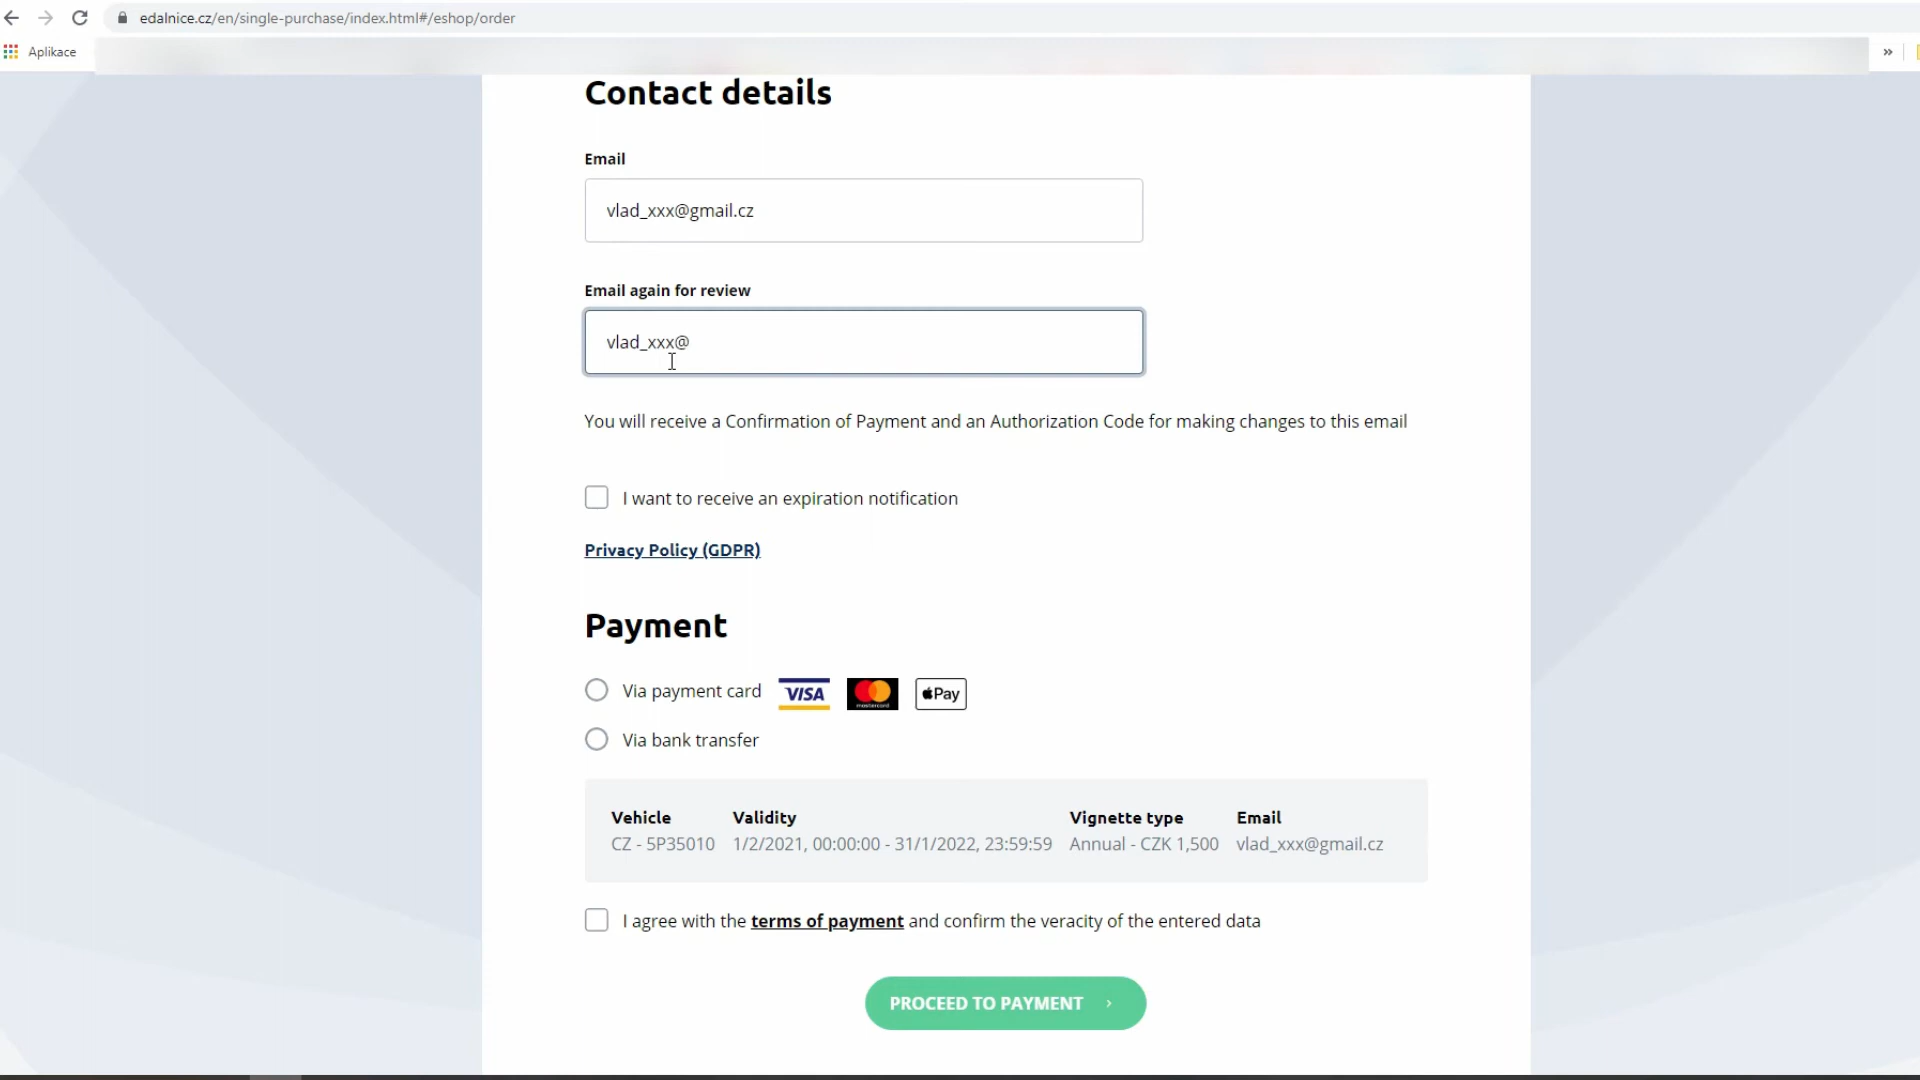 edalnice.cz/en/single-purchase/index.html#/eshop/order
Aplikace
»
Contact details
Email
vlad_xxx@gmail.cz
Email again for review
vlad_xxx@
You will receive a Confirmation of Payment and an Authorization Code for making changes to this email
I want to receive an expiration notification
Privacy Policy (GDPR)
Payment
Via payment card VISA mastercard Pay
Via bank transfer
Vehicle Validity Vignette type Email
CZ - 5P35010 1/2/2021, 00:00:00 - 31/1/2022, 23:59:59 Annual - CZK 1,500 vlad_xxx@gmail.cz
I agree with the terms of payment and confirm the veracity of the entered data
PROCEED TO PAYMENT ›